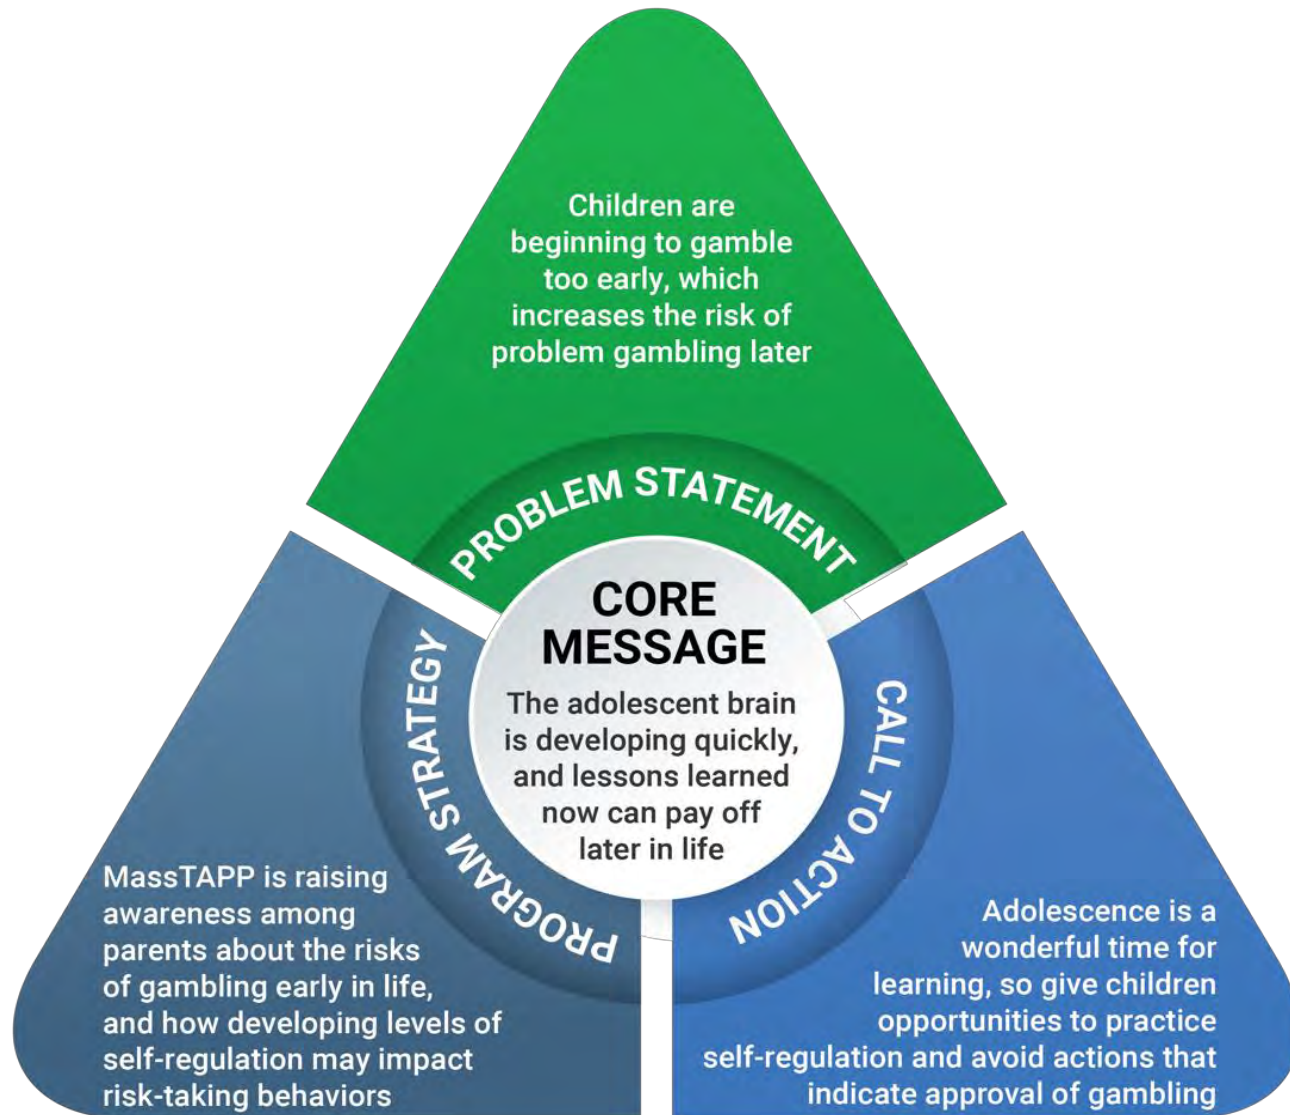 Children are
beginning to gamble
too early, which
increases the risk of
problem gambling later
PROBLEM STATEMENT
CORE
MESSAGE
The adolescent brain
is developing quickly,
and lessons learned
now can pay off
later in life
PROGRAM STRATEGY
MassTAPP is raising
awareness among
parents about the risks
of gambling early in life,
and how developing levels of
self-regulation may impact
risk-taking behaviors
CALL TO ACTION
Adolescence is a
wonderful time for
learning, so give children
opportunities to practice
self-regulation and avoid actions that
indicate approval of gambling